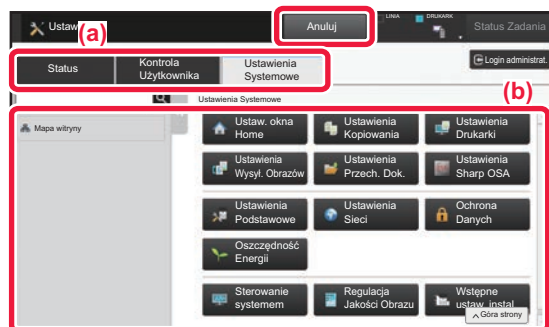 Ustaw
(a)
Anuluj
LINIA
DRUKARK
Status Zadania
Status
Kontrola
Użytkownika
Ustawienia
Systemowe
Login administrat.
(b)
Ustawienia Systemowe
Mapa witryny
Ustaw. okna
Home
Ustawienia
Kopiowania
Ustawienia
Drukarki
Ustawienia
Wysył. Obrazów
Ustawienia
Przech. Dok.
Ustawienia
Sharp OSA
Ustawienia
Podstawowe
Ustawienia
Sieci
Ochrona
Danych
Oszczędność
Energii
Sterowanie
systemem
Regulacja
Jakości Obrazu
Wstępne
ustaw. instal.
Góra strony